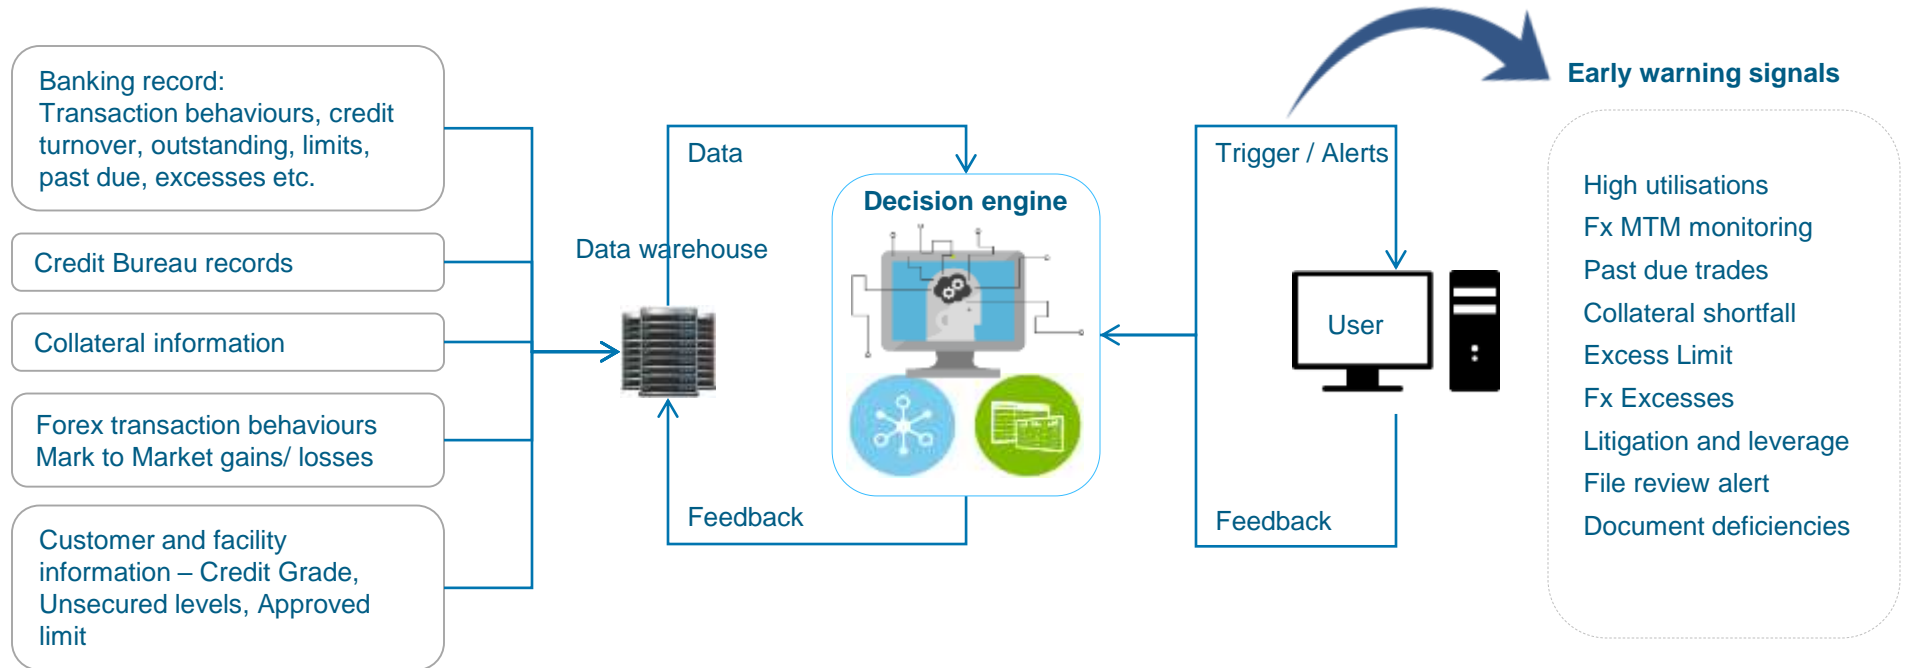 Banking record:
Transaction behaviours, credit
turnover, outstanding, limits,
past due, excesses etc.
Credit Bureau records
Collateral information
Forex transaction behaviours
Mark to Market gains/ losses
Customer and facility
information – Credit Grade,
Unsecured levels, Approved
limit
Data warehouse
Data
Feedback
Decision engine
Trigger / Alerts
User
Feedback
Early warning signals
High utilisations
Fx MTM monitoring
Past due trades
Collateral shortfall
Excess Limit
Fx Excesses
Litigation and leverage
File review alert
Document deficiencies